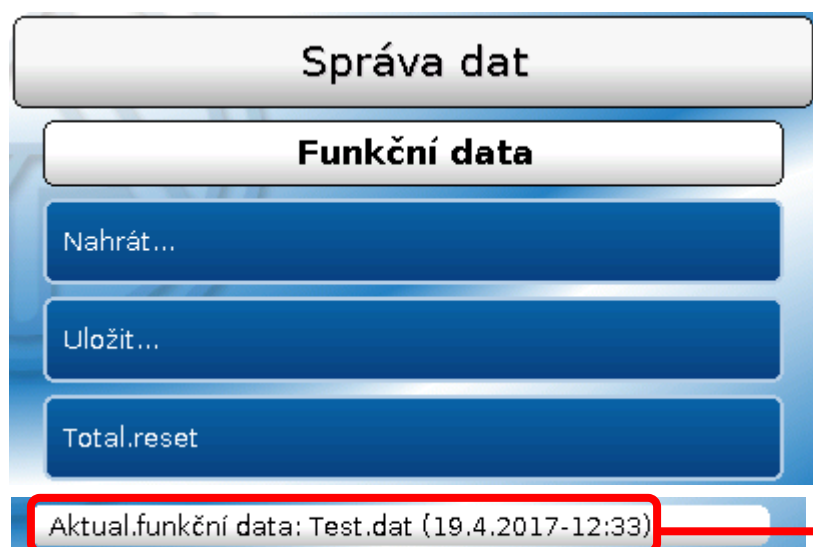 Správa dat
Funkční data
Nahrát...
Uložit...
Total.reset
Aktual.funkční data: Test.dat (19.4.2017-12:33)